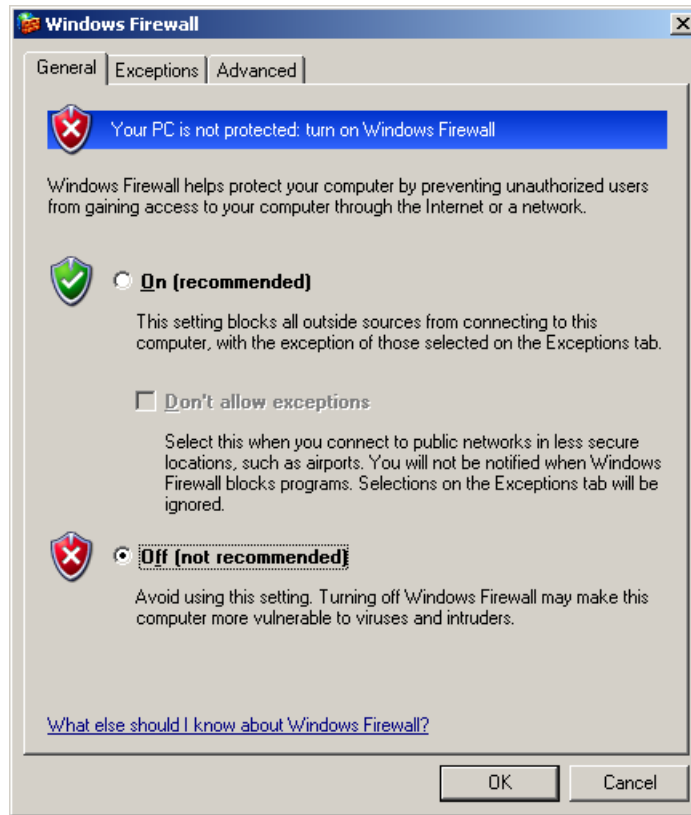 Windows Firewall
General Exceptions Advanced
Your PC is not protected: turn on Windows Firewall
Windows Firewall helps protect your computer by preventing unauthorized users
from gaining access to your computer through the Internet or a network.
On (recommended)
This setting blocks all outside sources from connecting to this
computer, with the exception of those selected on the Exceptions tab.
Don't allow exceptions
Select this when you connect to public networks in less secure
locations, such as airports. You will not be notified when Windows
Firewall blocks programs. Selections on the Exceptions tab will be
ignored.
Off (not recommended)
Avoid using this setting. Turning off Windows Firewall may make this
computer more vulnerable to viruses and intruders.
What else should I know about Windows Firewall?
OK Cancel